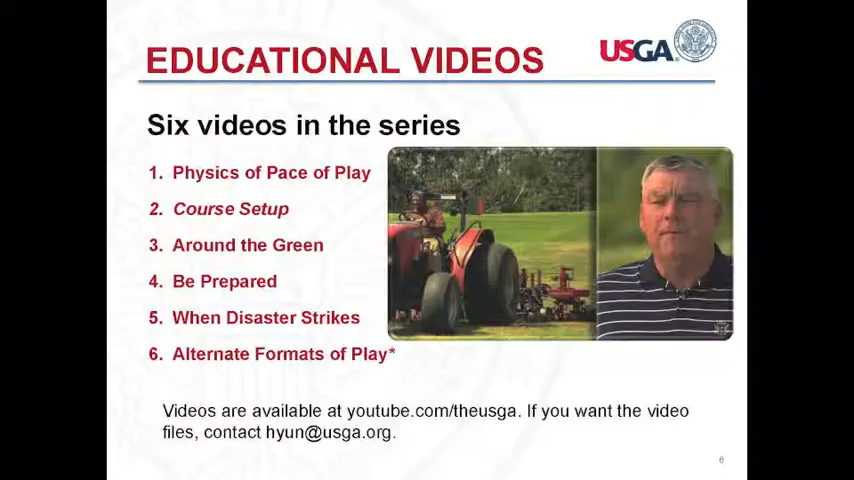 EDUCATIONAL VIDEOS
USGA
Six videos in the series
1. Physics of Pace of Play
2. Course Setup
3. Around the Green
4. Be Prepared
5. When Disaster Strikes
6. Alternate Formats of Play*
Videos are available at youtube.com/theusga. If you want the video
files, contact hyun@usga.org.
6